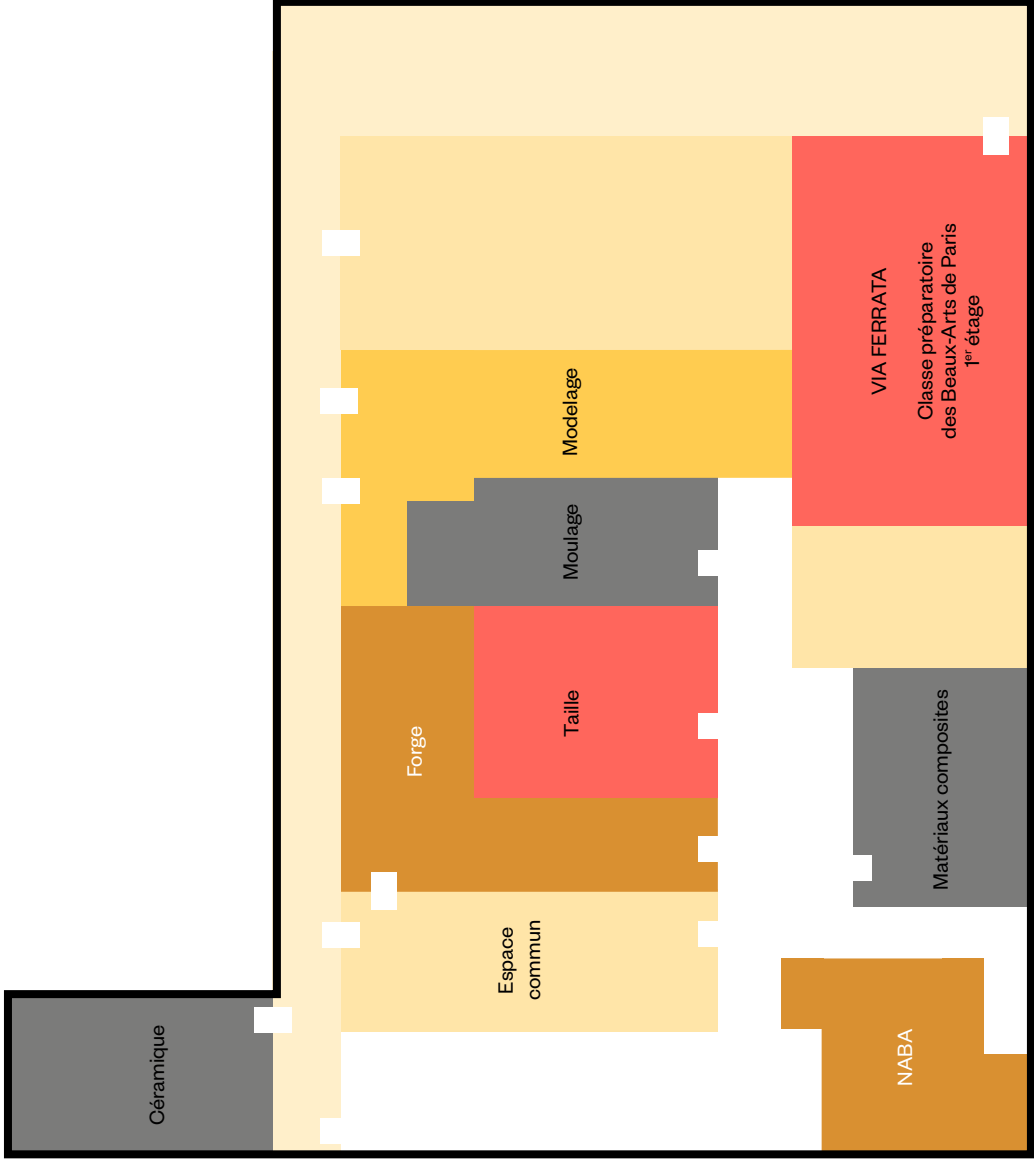 Céramique
Forge
Espace
commun
Taille
Moulage
Modelage
NABA
Matériaux composites
VIA FERRATA
Classe préparatoire
des Beaux-Arts de Paris
1er étage